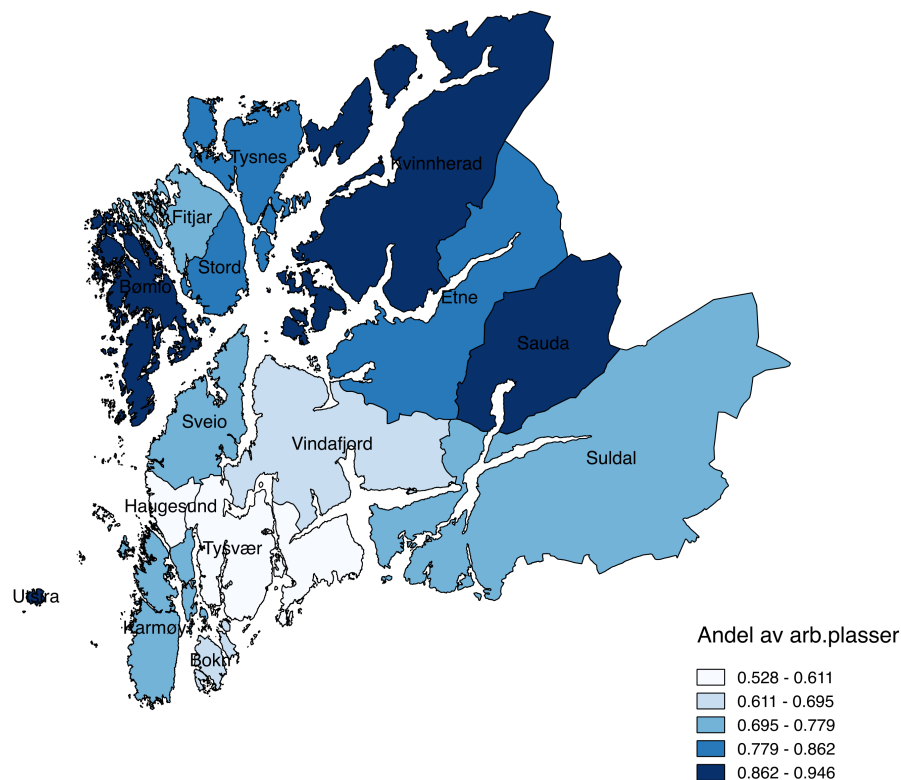 Tysnes
Kvinnherad
Fitjar
Stord
Bømlo
Etne
Sauda
Sveio
Vindafjord
Suldal
Haugesund
Tysvær
Utsira
Karmøy
Bokn
Andel av arb.plasser
0.528 - 0.611
0.611 - 0.695
0.695 - 0.779
0.779 - 0.862
0.862 - 0.946